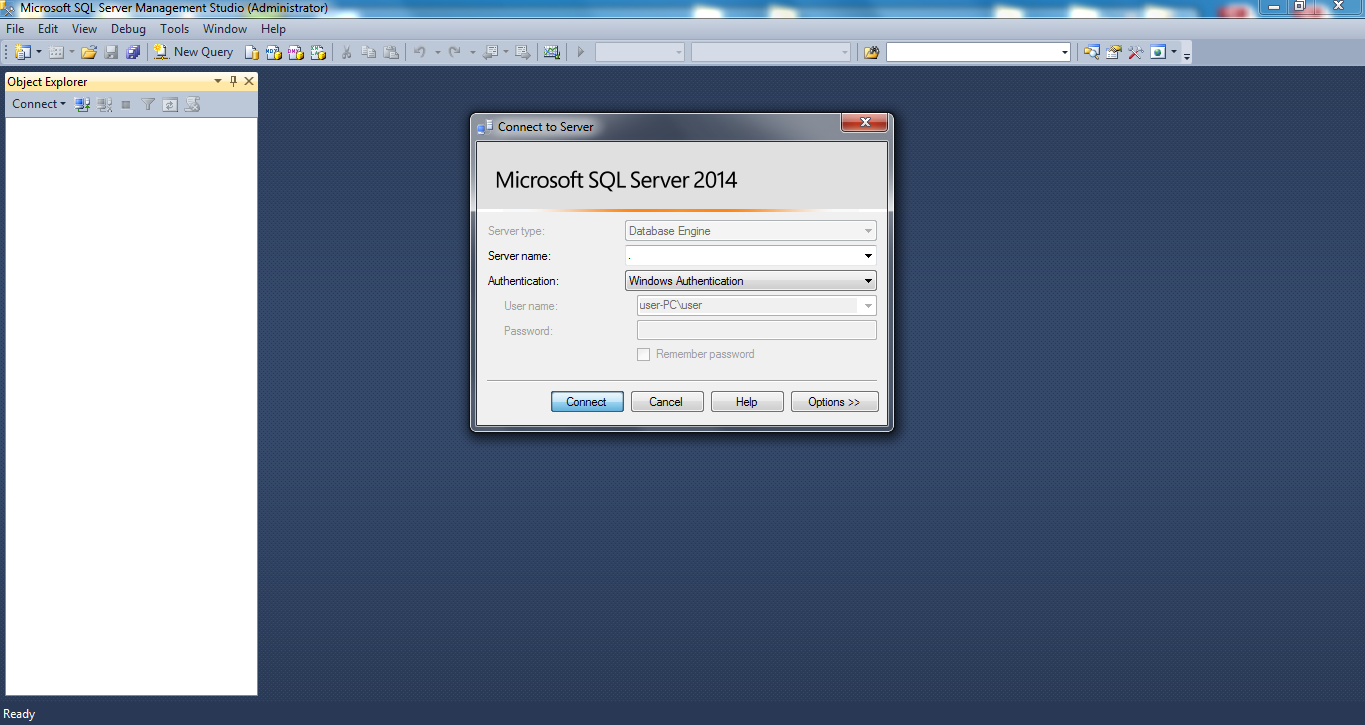 Microsoft SQL Server Management Studio (Administrator)
File Edit View Debug Tools Window Help
New Query
Object Explorer
Connect
Connect to Server
Microsoft SQL Server 2014
Server type: Database Engine
Server name: .
Authentication: Windows Authentication
User name: user-PC\user
Password:
Remember password
Connect Cancel Help Options >>
Ready